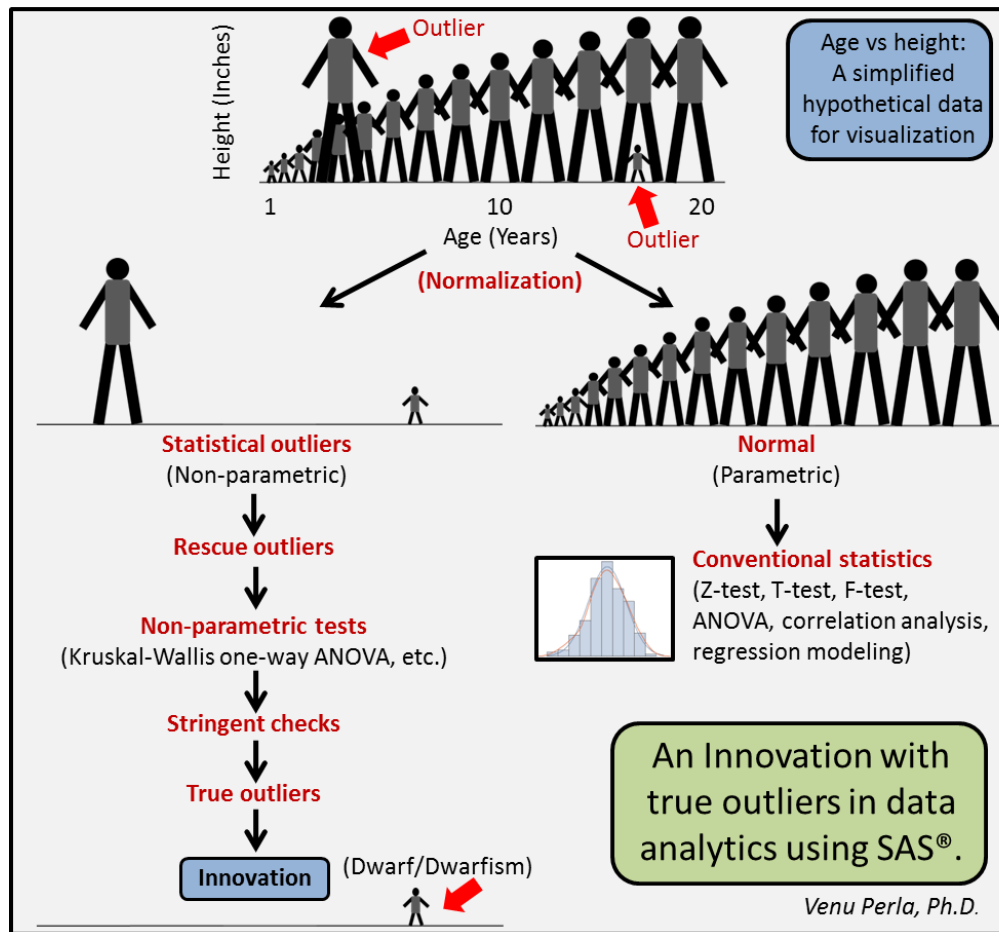 Outlier
Age vs height:
A simplified
hypothetical data
for visualization
Height (Inches)
1
10
20
Age (Years)
Outlier
(Normalization)
Statistical outliers
(Non-parametric)
Rescue outliers
Non-parametric tests
(Kruskal-Wallis one-way ANOVA, etc.)
Stringent checks
True outliers
Innovation
(Dwarf/Dwarfism)
Normal
(Parametric)
Conventional statistics
(Z-test, T-test, F-test,
ANOVA, correlation analysis,
regression modeling)
An Innovation with
true outliers in data
analytics using SAS®.
Venu Perla, Ph.D.